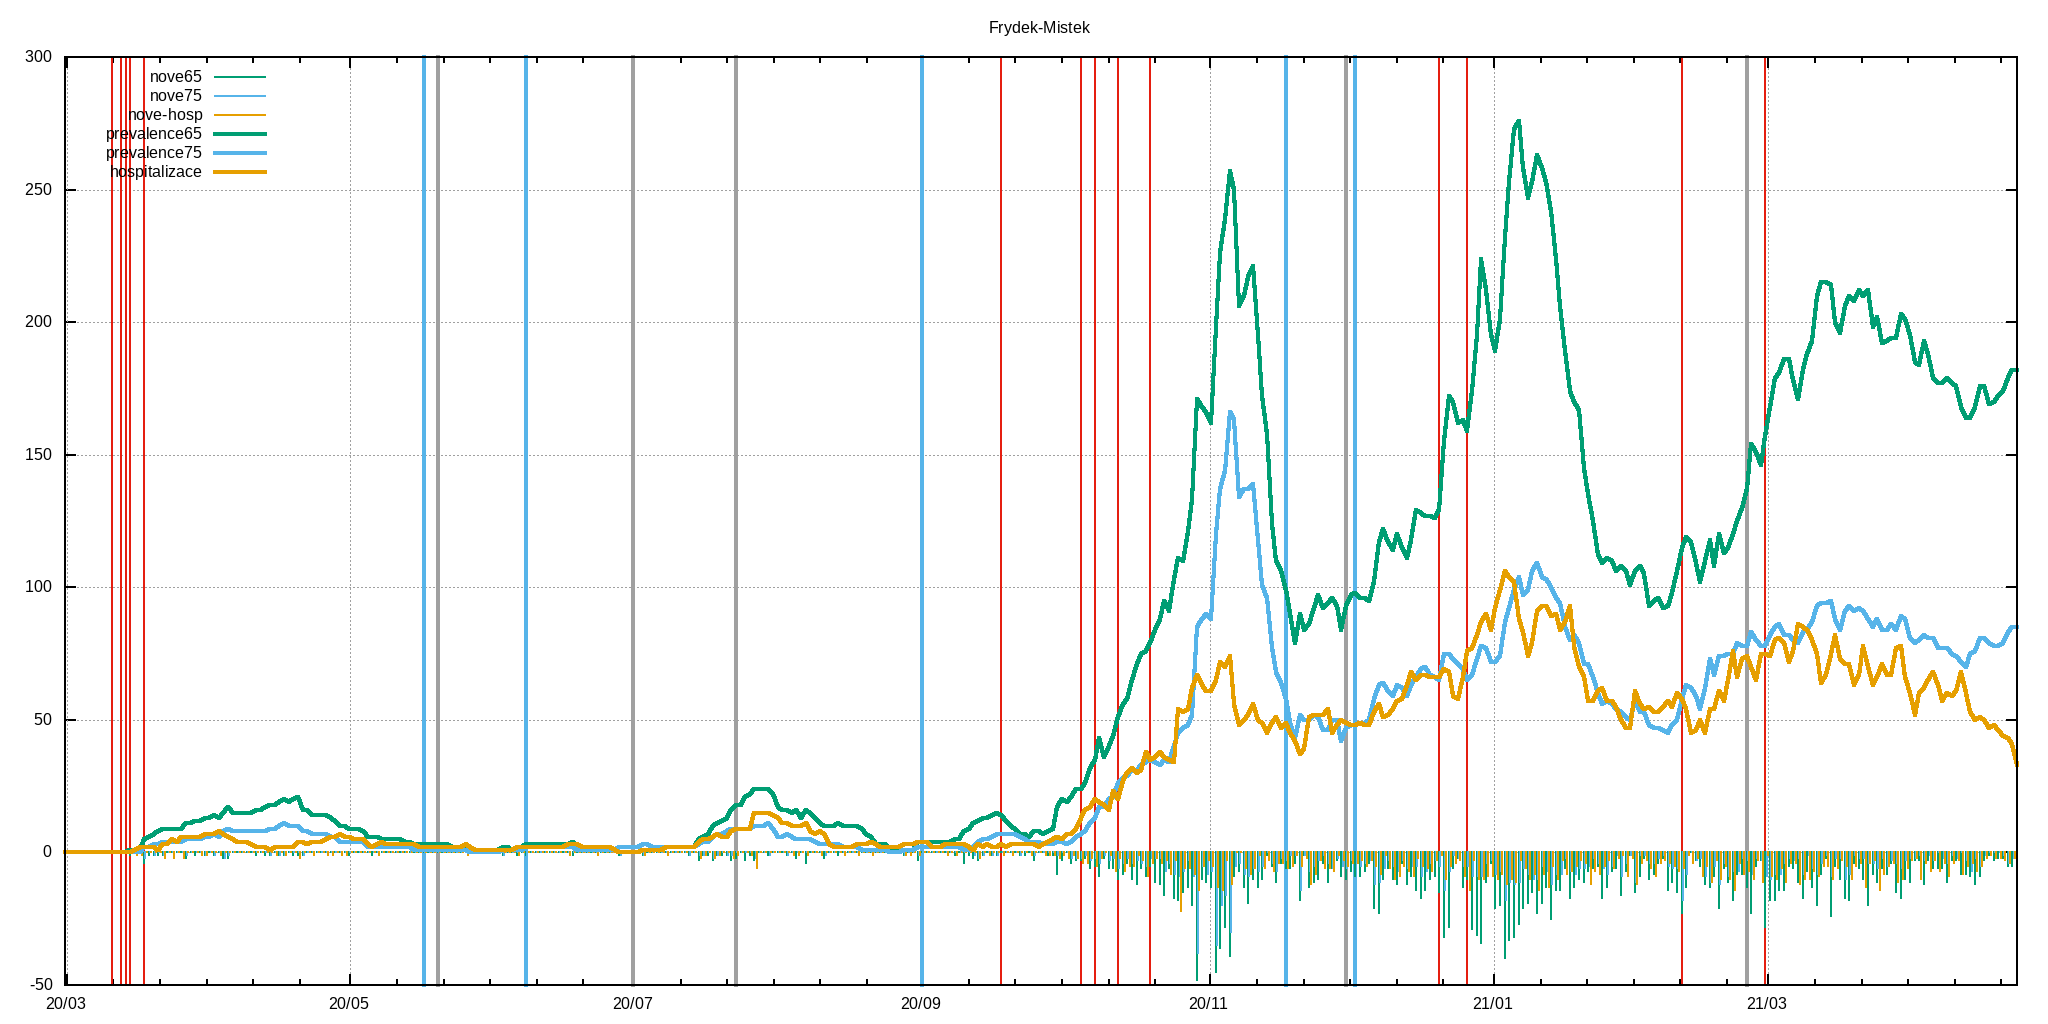 Frydek-Mistek
300
250
200
150
100
50
0
-50
nove65
nove75
nove-hosp
prevalence65
prevalence75
hospitalizace
20/03 20/05 20/07 20/09 20/11 21/01 21/03